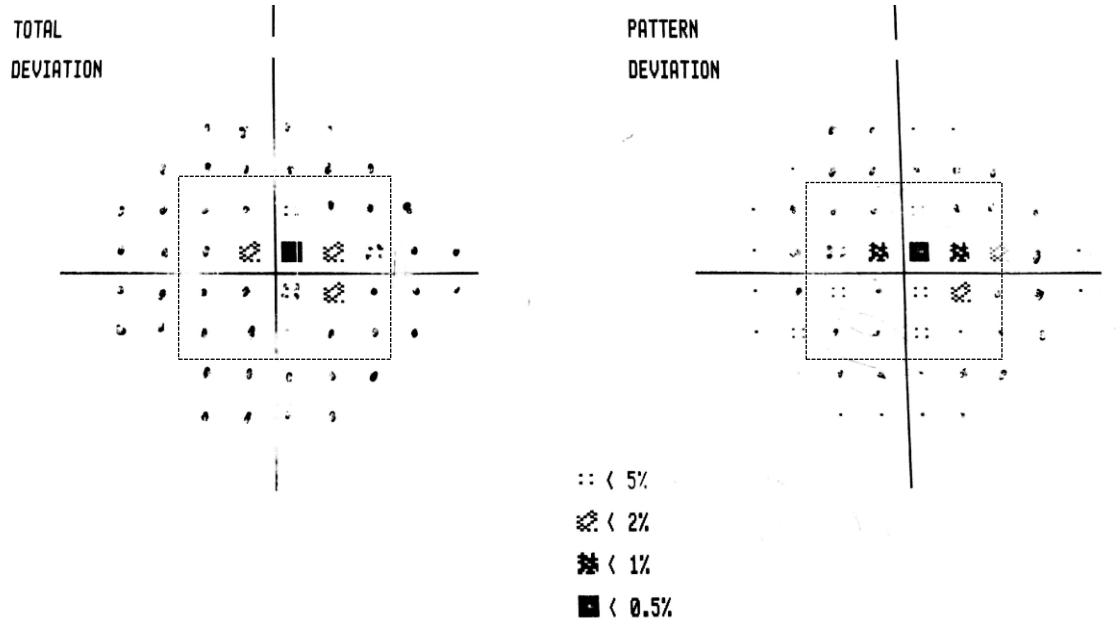 TOTAL
DEVIATION
PATTERN
DEVIATION
:: < 5%
< 2%
< 1%
< 0.5%